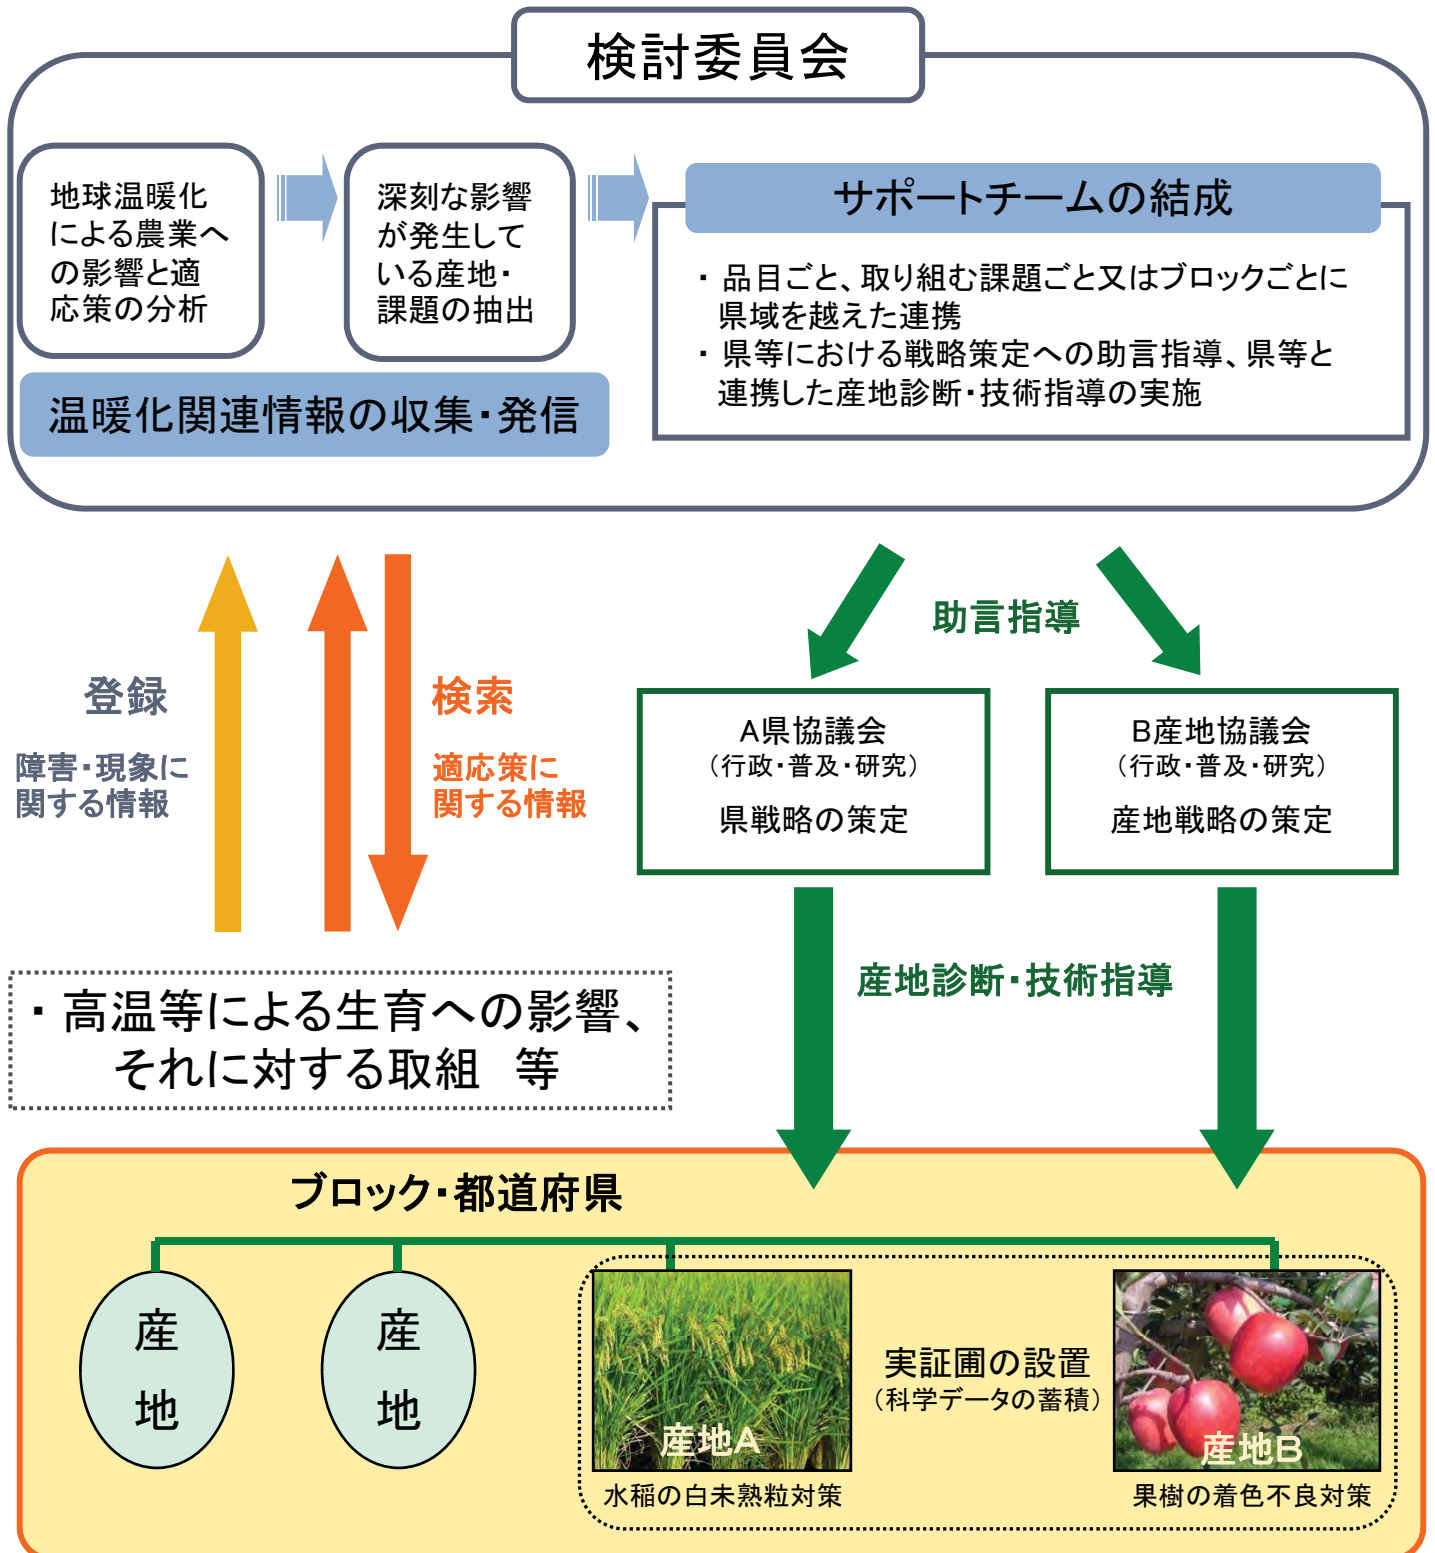 検討委員会
地球温暖化
による農業へ
の影響と適
応策の分析
深刻な影響
が発生して
いる産地・
課題の抽出
温暖化関連情報の収集・発信
サポートチームの結成
・ 品目ごと、取り組む課題ごと又はブロックごとに
県域を越えた連携
・ 県等における戦略策定への助言指導、県等と
連携した産地診断・技術指導の実施
登録
障害・現象に
関する情報
検索
適応策に
関する情報
助言指導
A県協議会
（行政・普及・研究）
県戦略の策定
B産地協議会
（行政・普及・研究）
産地戦略の策定
産地診断・技術指導
・ 高温等による生育への影響、
それに対する取組　等
ブロック・都道府県
産
地
産
地
産地A
水稲の白未熟粒対策
実証圃の設置
（科学データの蓄積）
産地B
果樹の着色不良対策